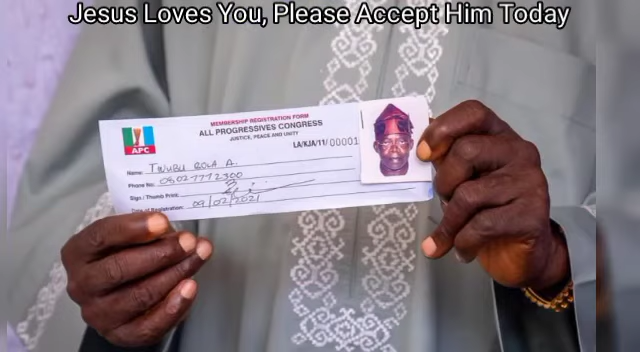 Jesus Loves You, Please Accept Him Today
MEMBERSHIP REGISTRATION FORM
ALL PROGRESSIVES CONGRESS
JUSTICE, PEACE AND UNITY
APC
LA/KJA/11/00001
Name: TINUBU BOLA A.
Phone No: 08027772300
Sign / Thumb Print:
Date of Registration: 09/02/2021